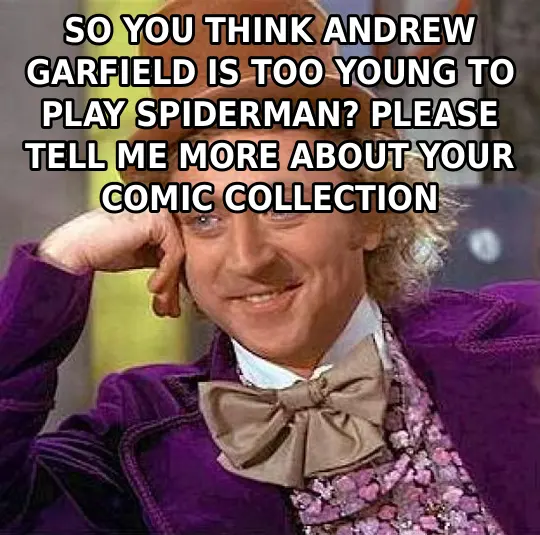 SO YOU THINK ANDREW
GARFIELD IS TOO YOUNG TO
PLAY SPIDERMAN? PLEASE
TELL ME MORE ABOUT YOUR
COMIC COLLECTION